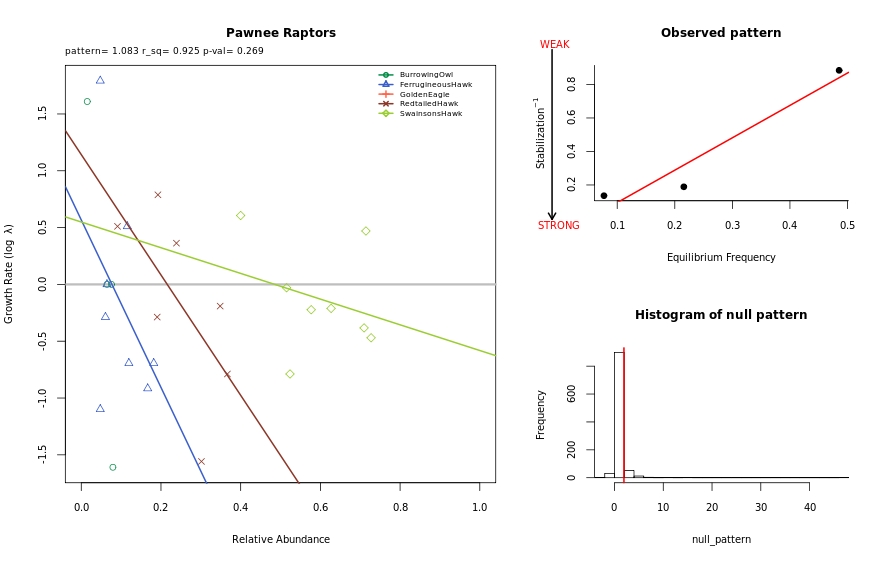 Pawnee Raptors
pattern= 1.083 r_sq= 0.925 p-val= 0.269
BurrowingOwl
FerrugineousHawk
GoldenEagle
RedtailedHawk
SwainsonsHawk
Growth Rate (log λ)
1.5
1.0
0.5
0.0
-0.5
-1.0
-1.5
0.0 0.2 0.4 0.6 0.8 1.0
Relative Abundance
Observed pattern
WEAK
STRONG
Stabilization⁻¹
0.8
0.6
0.4
0.2
0.1 0.2 0.3 0.4 0.5
Equilibrium Frequency
Histogram of null pattern
Frequency
600
200
0
0 10 20 30 40
null_pattern